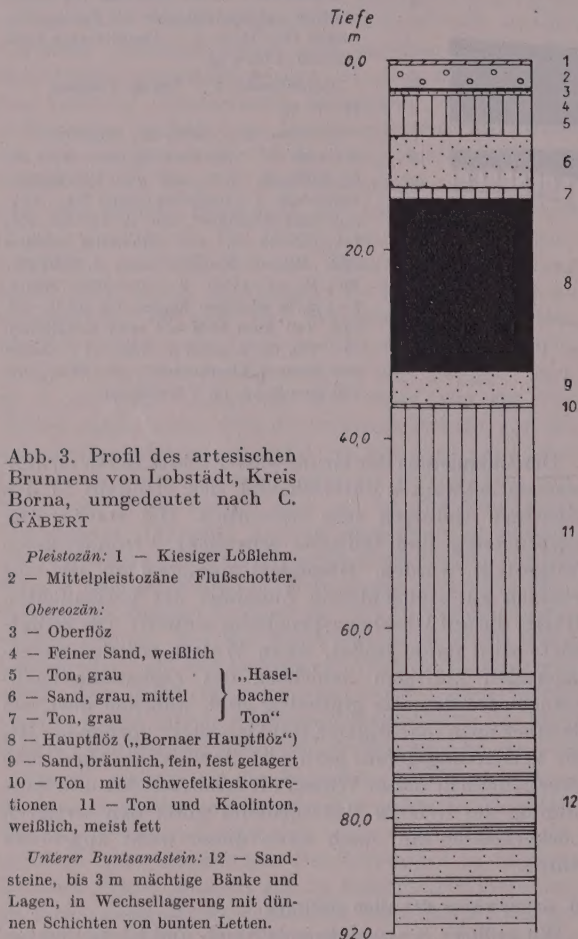 Tiefe
m
0,0
20,0
40,0
60,0
80,0
92,0
1
2
3
4
5
6
7
8
9
10
11
12
Abb. 3. Profil des artesischen
Brunnens von Lobstädt, Kreis
Borna, umgedeutet nach C.
GÄBERT
Pleistozän: 1 — Kiesiger Lößlehm.
2 — Mittelpleistozäne Flußschotter.
Obereozän:
3 — Oberflöz
4 — Feiner Sand, weißlich
5 — Ton, grau „Hasel-
6 — Sand, grau, mittel bacher
7 — Ton, grau Ton“
8 — Hauptflöz („Bornaer Hauptflöz“)
9 — Sand, bräunlich, fein, fest gelagert
10 — Ton mit Schwefelkieskonkre-
tionen 11 — Ton und Kaolinton,
weißlich, meist fett
Unterer Buntsandstein: 12 — Sand-
steine, bis 3 m mächtige Bänke und
Lagen, in Wechsellagerung mit dün-
nen Schichten von bunten Letten.